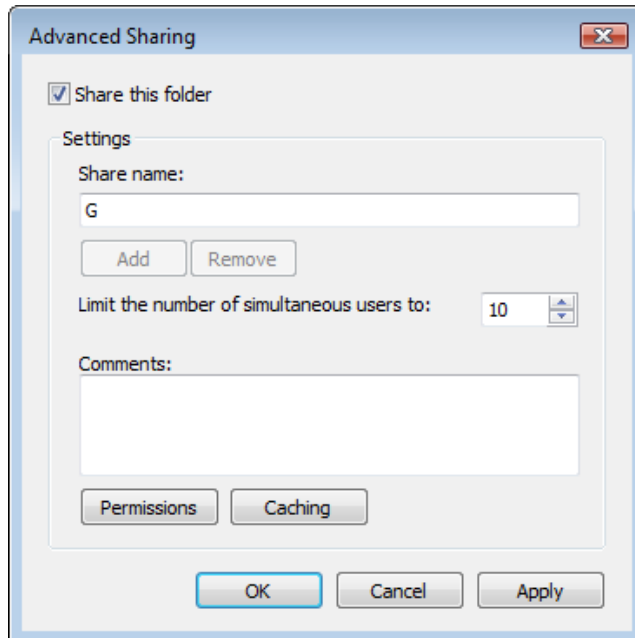 Advanced Sharing
Share this folder
Settings
Share name:
G
Add Remove
Limit the number of simultaneous users to: 10
Comments:
Permissions Caching
OK Cancel Apply